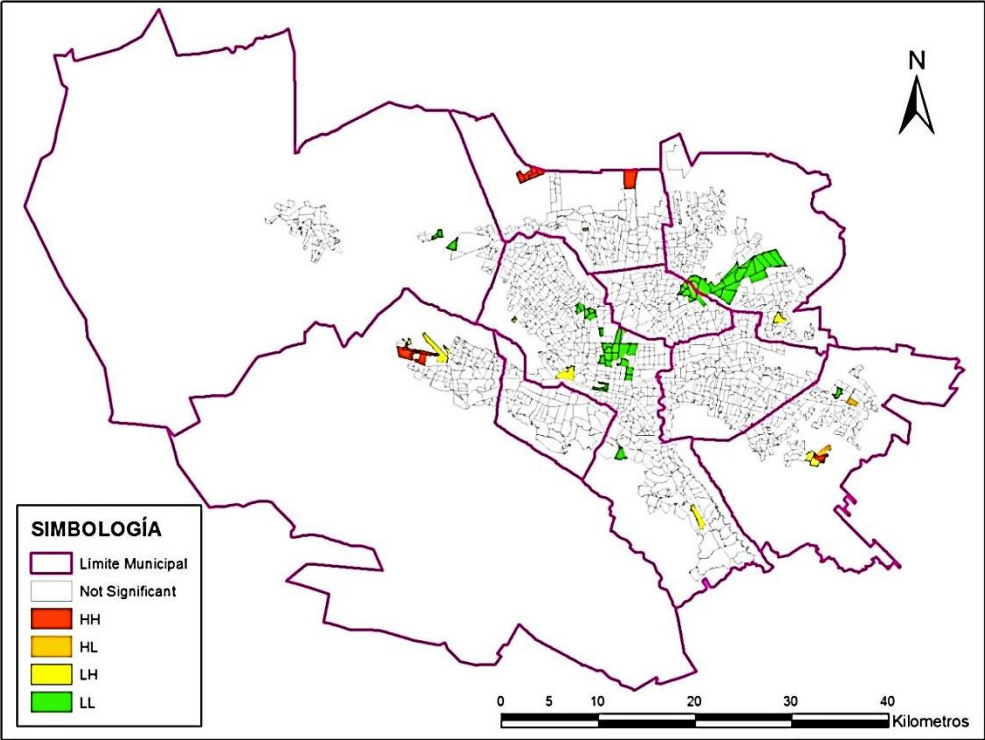 N
SIMBOLOGÍA
Límite Municipal
Not Significant
HH
HL
LH
LL
0 5 10 20 30 40
Kilometros